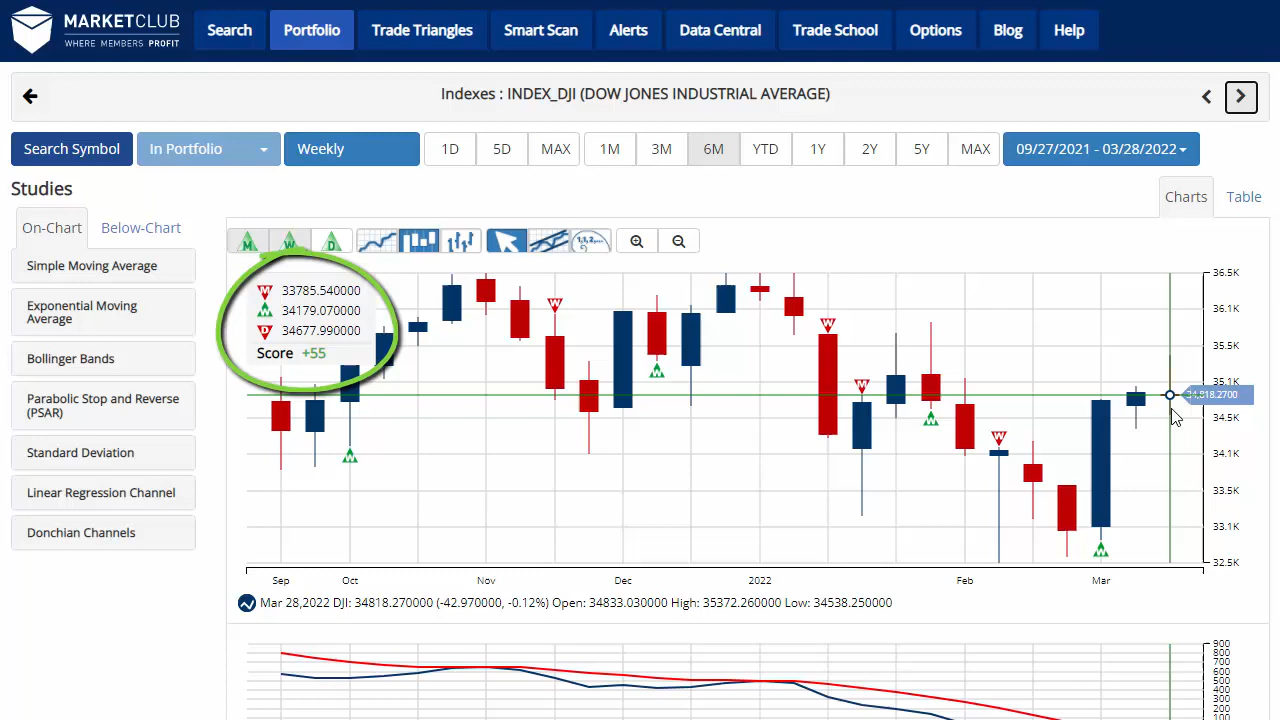 MARKETCLUB
WHERE MEMBERS PROFIT
Search
Portfolio
Trade Triangles
Smart Scan
Alerts
Data Central
Trade School
Options
Blog
Help
Indexes : INDEX_DJI (DOW JONES INDUSTRIAL AVERAGE)
Search Symbol
In Portfolio
Weekly
1D
5D
MAX
1M
3M
6M
YTD
1Y
2Y
5Y
MAX
09/27/2021 - 03/28/2022
Studies
Charts
Table
On-Chart
Below-Chart
Simple Moving Average
Exponential Moving
Average
Bollinger Bands
Parabolic Stop and Reverse
(PSAR)
Standard Deviation
Linear Regression Channel
Donchian Channels
M
W
D
M 33785.540000
M 34179.070000
D 34677.990000
Score +55
W
W
W
W
W
W
M
W
W
36.5K
36.1K
35.5K
35.1K
34.818.2700
34.5K
34.1K
33.5K
33.1K
32.5K
Sep
Oct
Nov
Dec
2022
Feb
Mar
Mar 28,2022 DJI: 34818.270000 (-42.970000, -0.12%) Open: 34833.030000 High: 35372.260000 Low: 34538.250000
900
800
700
600
500
400
300
200
100